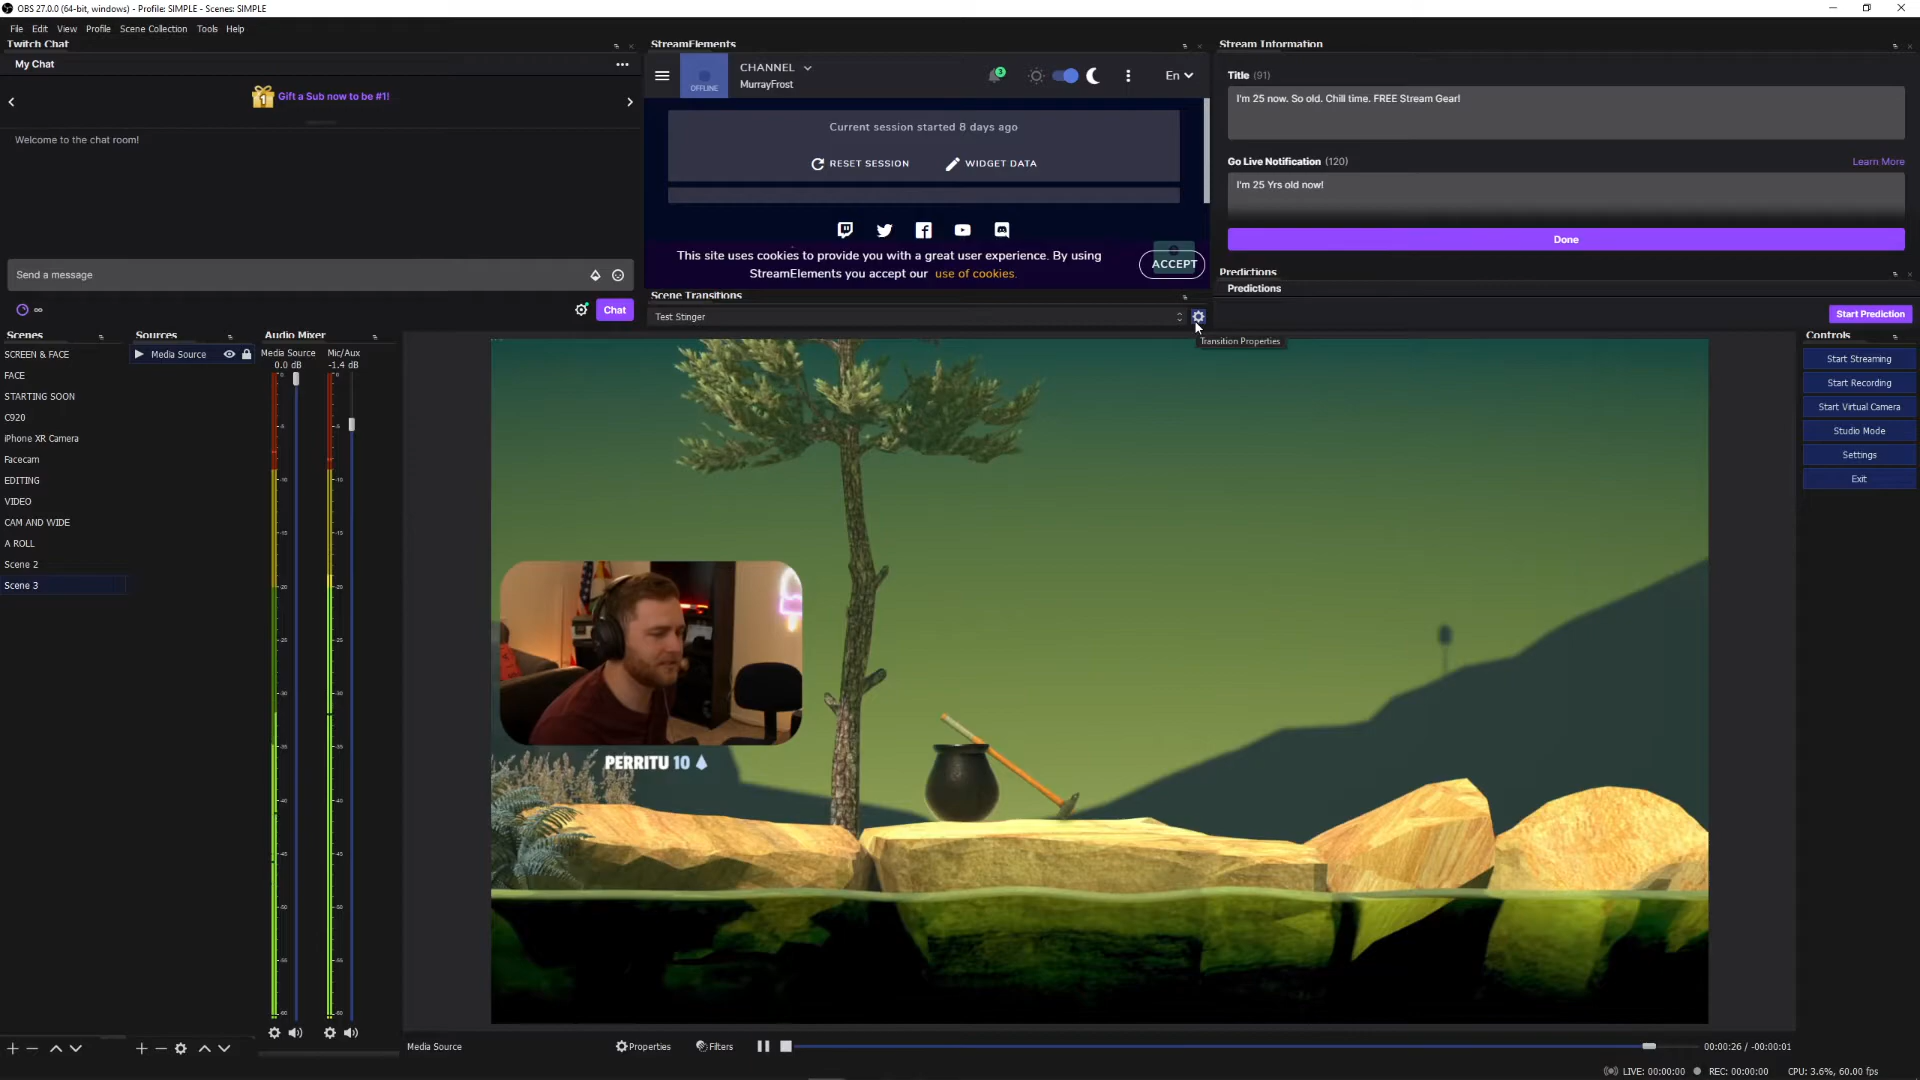 OBS 27.0.0 (64-bit, windows) - Profile: SIMPLE - Scenes: SIMPLE
File Edit View Profile Scene Collection Tools Help
Twitch Chat
My Chat
Gift a Sub now to be #1!
Welcome to the chat room!
Send a message
Chat
StreamElements
OFFLINE
CHANNEL
MurrayFrost
3
En
Current session started 8 days ago
RESET SESSION
WIDGET DATA
This site uses cookies to provide you with a great user experience. By using
StreamElements you accept our use of cookies.
ACCEPT
Scene Transitions
Test Stinger
Transition Properties
Stream Information
Title (91)
I'm 25 now. So old. Chill time. FREE Stream Gear!
Go Live Notification (120)
Learn More
I'm 25 Yrs old now!
Done
Predictions
Predictions
Start Prediction
Scenes
SCREEN & FACE
FACE
STARTING SOON
C920
iPhone XR Camera
Facecam
EDITING
VIDEO
CAM AND WIDE
A ROLL
Scene 2
Scene 3
Sources
Media Source
Audio Mixer
Media Source
0.0 dB
Mic/Aux
-1.4 dB
PERRITU 10
Controls
Start Streaming
Start Recording
Start Virtual Camera
Studio Mode
Settings
Exit
Media Source
Properties
Filters
00:00:26 / -00:00:01
LIVE: 00:00:00
REC: 00:00:00
CPU: 3.6%, 60.00 fps